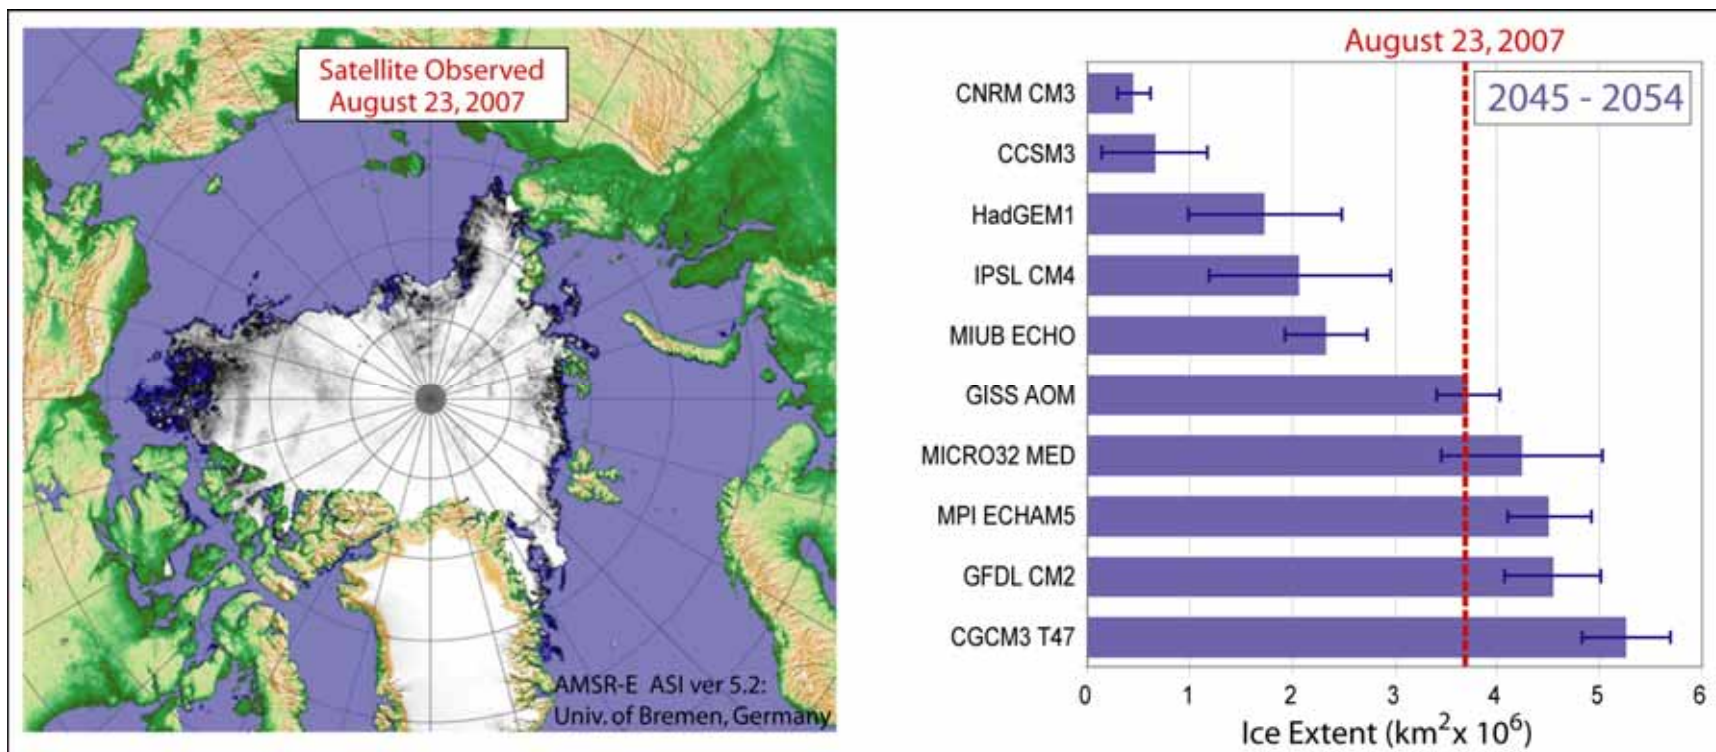 Satellite Observed
August 23, 2007
AMSR-E ASI ver 5.2:
Univ. of Bremen, Germany
August 23, 2007
2045 - 2054
CNRM CM3
CCSM3
HadGEM1
IPSL CM4
MIUB ECHO
GISS AOM
MICRO32 MED
MPI ECHAM5
GFDL CM2
CGCM3 T47
0 1 2 3 4 5 6
Ice Extent (km² x 10⁶)